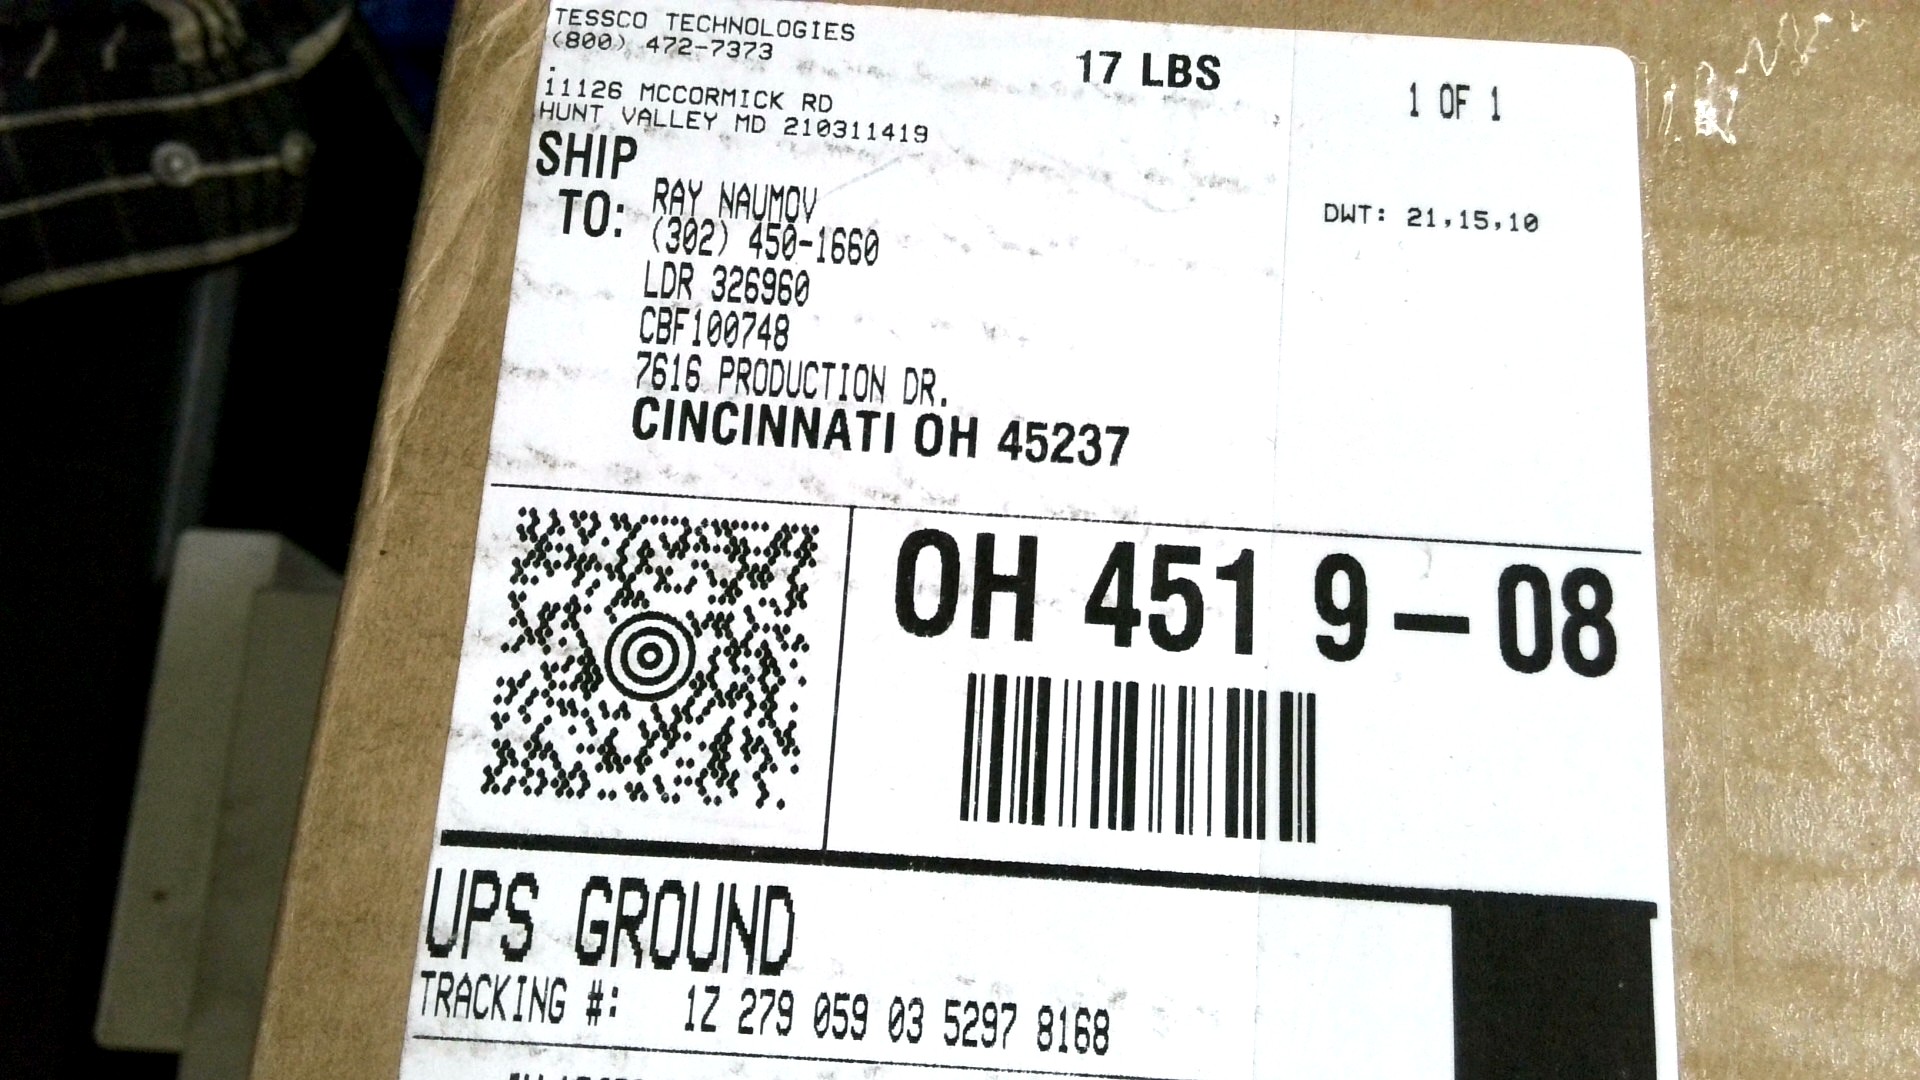 TESSCO TECHNOLOGIES
(800) 472-7373
.
11126 MCCORMICK RD
HUNT VALLEY MD 210311419
17 LBS
1 OF 1
DWT: 21,15,10
SHIP
TO:
RAY NAUMOV
(302) 450-1660
LDR 326960
CBF100748
7616 PRODUCTION DR.
CINCINNATI OH 45237
OH 451 9-08
UPS GROUND
TRACKING #: 1Z 279 059 03 5297 8168